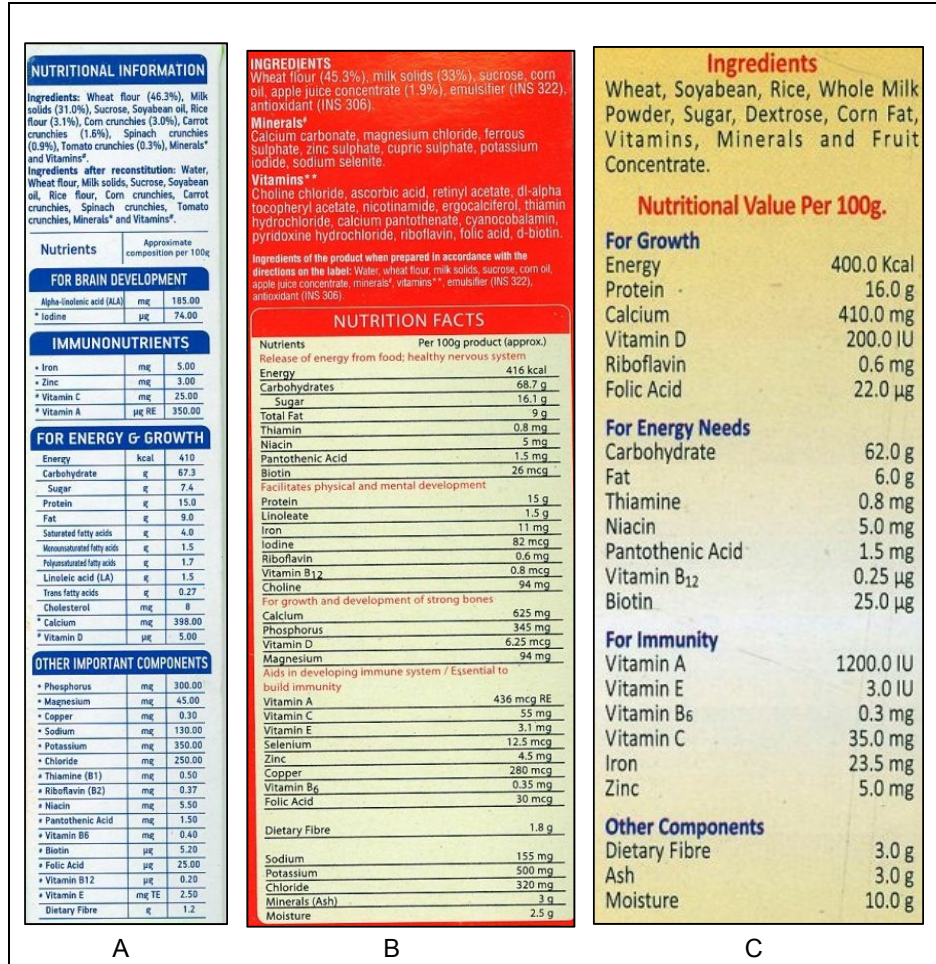 NUTRITIONAL INFORMATION
Ingredients: Wheat flour (46.3%), Milk
solids (31.0%), Sucrose, Soyabean oil, Rice
flour (3.1%), Corn crunchies (3.0%), Carrot
crunchies (1.6%), Spinach crunchies
(0.9%), Tomato crunchies (0.3%), Minerals*
and Vitamins#.
Ingredients after reconstitution: Water,
Wheat flour, Milk solids, Sucrose, Soyabean
oil, Rice flour, Corn crunchies, Carrot
crunchies, Spinach crunchies, Tomato
crunchies, Minerals* and Vitamins#.
Nutrients Approximate
composition per 100g
FOR BRAIN DEVELOPMENT
Alpha-linolenic acid (ALA) mg 185.00
* Iodine µg 74.00
IMMUNONUTRIENTS
* Iron mg 5.00
* Zinc mg 3.00
# Vitamin C mg 25.00
# Vitamin A µg RE 350.00
FOR ENERGY & GROWTH
Energy kcal 410
Carbohydrate g 67.3
Sugar g 7.4
Protein g 15.0
Fat g 9.0
Saturated fatty acids g 4.0
Monounsaturated fatty acids g 1.5
Polyunsaturated fatty acids g 1.7
Linoleic acid (LA) g 1.5
Trans fatty acids g 0.27
Cholesterol mg 8
* Calcium mg 398.00
# Vitamin D µg 5.00
OTHER IMPORTANT COMPONENTS
* Phosphorus mg 300.00
* Magnesium mg 45.00
* Copper mg 0.30
* Sodium mg 130.00
* Potassium mg 350.00
* Chloride mg 250.00
# Thiamine (B1) mg 0.50
# Riboflavin (B2) mg 0.37
# Niacin mg 5.50
# Pantothenic Acid mg 1.50
# Vitamin B6 mg 0.40
# Biotin µg 5.20
# Folic Acid µg 25.00
# Vitamin B12 µg 0.20
# Vitamin E mg TE 2.50
Dietary Fibre g 1.2
A
INGREDIENTS
Wheat flour (45.3%), milk solids (33%), sucrose, corn
oil, apple juice concentrate (1.9%), emulsifier (INS 322),
antioxidant (INS 306).
Minerals#
Calcium carbonate, magnesium chloride, ferrous
sulphate, zinc sulphate, cupric sulphate, potassium
iodide, sodium selenite.
Vitamins**
Choline chloride, ascorbic acid, retinyl acetate, dl-alpha
tocopheryl acetate, nicotinamide, ergocalciferol, thiamin
hydrochloride, calcium pantothenate, cyanocobalamin,
pyridoxine hydrochloride, riboflavin, folic acid, d-biotin.
Ingredients of the product when prepared in accordance with the
directions on the label: Water, wheat flour, milk solids, sucrose, corn oil,
apple juice concentrate, minerals#, vitamins**, emulsifier (INS 322),
antioxidant (INS 306).
NUTRITION FACTS
Nutrients Per 100g product (approx.)
Release of energy from food; healthy nervous system
Energy 416 kcal
Carbohydrates 68.7 g
Sugar 16.1 g
Total Fat 9 g
Thiamin 0.8 mg
Niacin 5 mg
Pantothenic Acid 1.5 mg
Biotin 26 mcg
Facilitates physical and mental development
Protein 15 g
Linoleate 1.5 g
Iron 11 mg
Iodine 82 mcg
Riboflavin 0.6 mg
Vitamin B12 0.8 mcg
Choline 94 mg
For growth and development of strong bones
Calcium 625 mg
Phosphorus 345 mg
Vitamin D 6.25 mcg
Magnesium 94 mg
Aids in developing immune system / Essential to
build immunity
Vitamin A 436 mcg RE
Vitamin C 55 mg
Vitamin E 3.1 mg
Selenium 12.5 mcg
Zinc 4.5 mg
Copper 280 mcg
Vitamin B6 0.35 mg
Folic Acid 30 mcg
Dietary Fibre 1.8 g
Sodium 155 mg
Potassium 500 mg
Chloride 320 mg
Minerals (Ash) 3 g
Moisture 2.5 g
B
Ingredients
Wheat, Soyabean, Rice, Whole Milk
Powder, Sugar, Dextrose, Corn Fat,
Vitamins, Minerals and Fruit
Concentrate.
Nutritional Value Per 100g.
For Growth
Energy 400.0 Kcal
Protein 16.0 g
Calcium 410.0 mg
Vitamin D 200.0 IU
Riboflavin 0.6 mg
Folic Acid 22.0 µg
For Energy Needs
Carbohydrate 62.0 g
Fat 6.0 g
Thiamine 0.8 mg
Niacin 5.0 mg
Pantothenic Acid 1.5 mg
Vitamin B12 0.25 µg
Biotin 25.0 µg
For Immunity
Vitamin A 1200.0 IU
Vitamin E 3.0 IU
Vitamin B6 0.3 mg
Vitamin C 35.0 mg
Iron 23.5 mg
Zinc 5.0 mg
Other Components
Dietary Fibre 3.0 g
Ash 3.0 g
Moisture 10.0 g
C